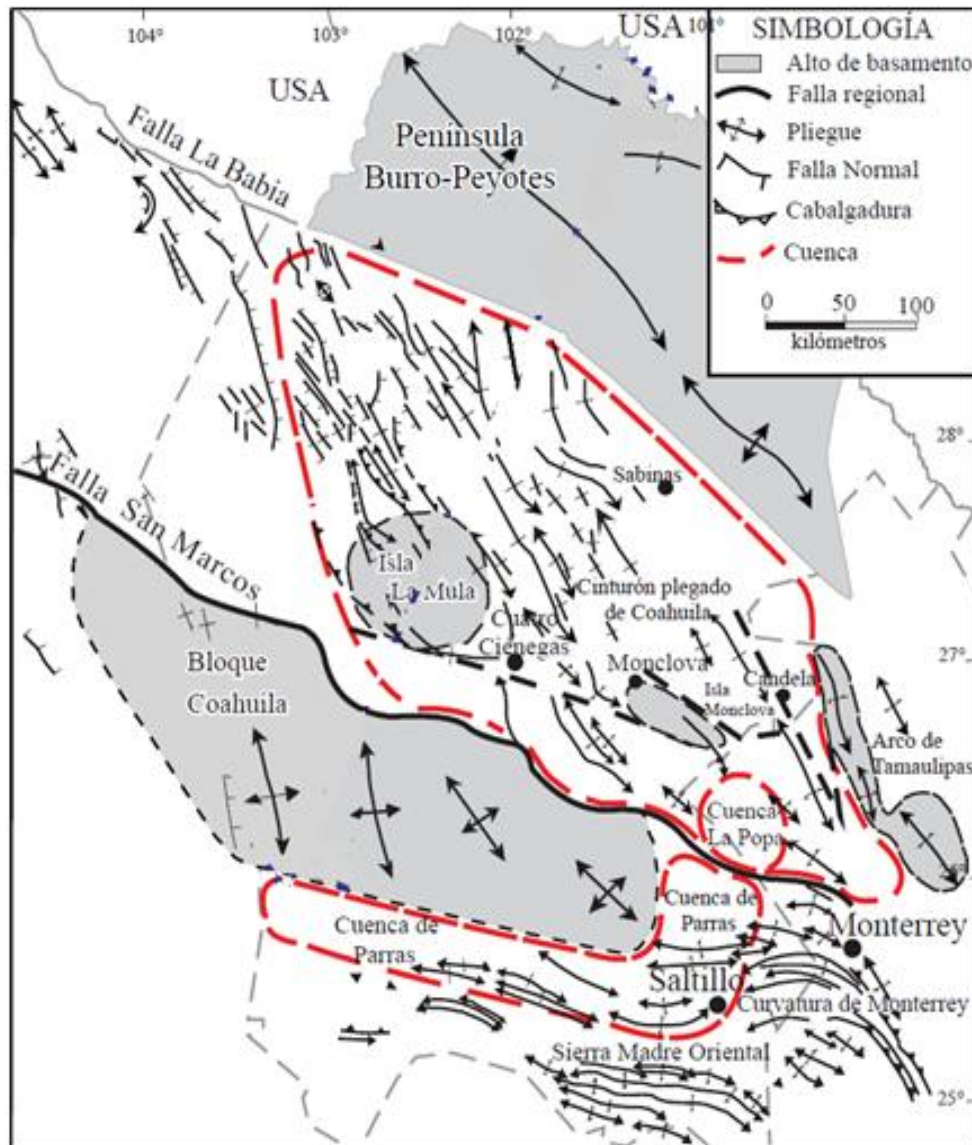 104°
103°
102°
USA
101°
USA
SIMBOLOGÍA
Alto de basamento
Falla regional
Pliegue
Falla Normal
Cabalgadura
Cuenca
0 50 100
kilómetros
Falla La Babia
Península
Burro-Peyotes
28°
Sabinas
Falla San Marcos
Isla
La Mula
Cinturón plegado
de Coahuila
Cuatro
Ciénegas
27°
Bloque
Coahuila
Monclova
Isla
Monclova
Candela
Arco de
Tamaulipas
Cuenca
La Popa
Cuenca de
Parras
Cuenca de
Parras
Monterrey
Saltillo
Curvatura de Monterrey
Sierra Madre Oriental
25°